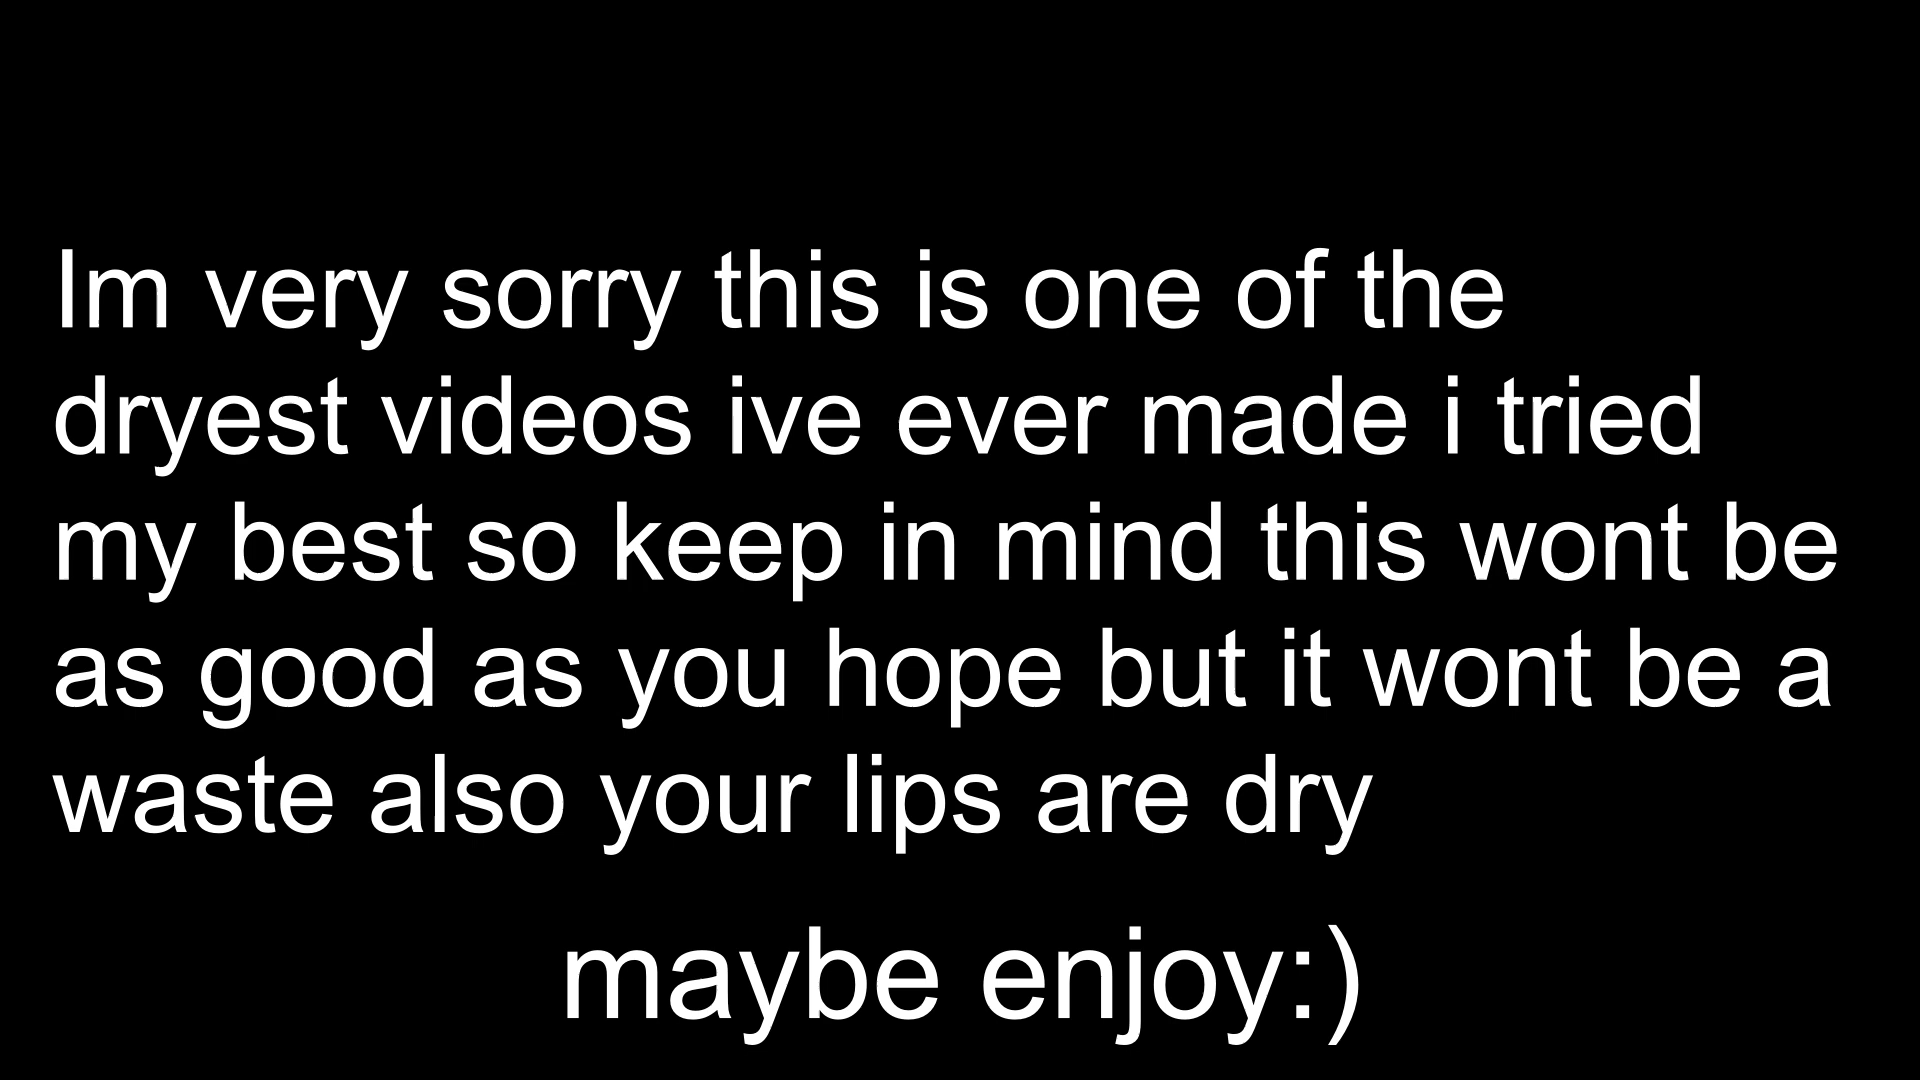 Im very sorry this is one of the
dryest videos ive ever made i tried
my best so keep in mind this wont be
as good as you hope but it wont be a
waste also your lips are dry
maybe enjoy:)